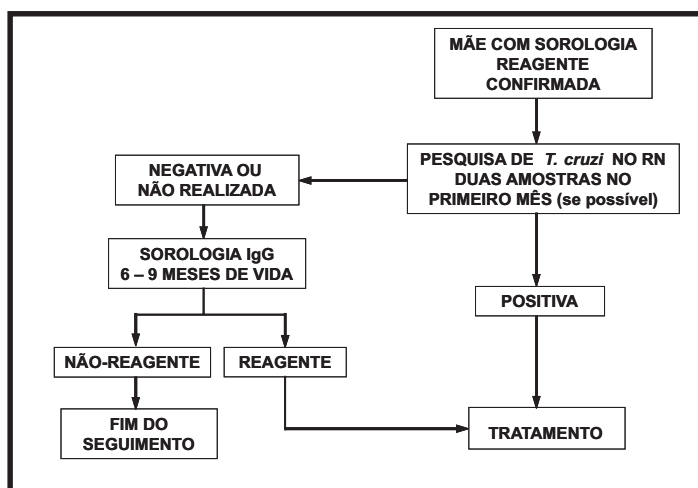 MÃE COM SOROLOGIA
REAGENTE
CONFIRMADA
PESQUISA DE T. cruzi NO RN
DUAS AMOSTRAS NO
PRIMEIRO MÊS (se possível)
NEGATIVA OU
NÃO REALIZADA
SOROLOGIA IgG
6 – 9 MESES DE VIDA
POSITIVA
NÃO-REAGENTE
REAGENTE
FIM DO
SEGUIMENTO
TRATAMENTO